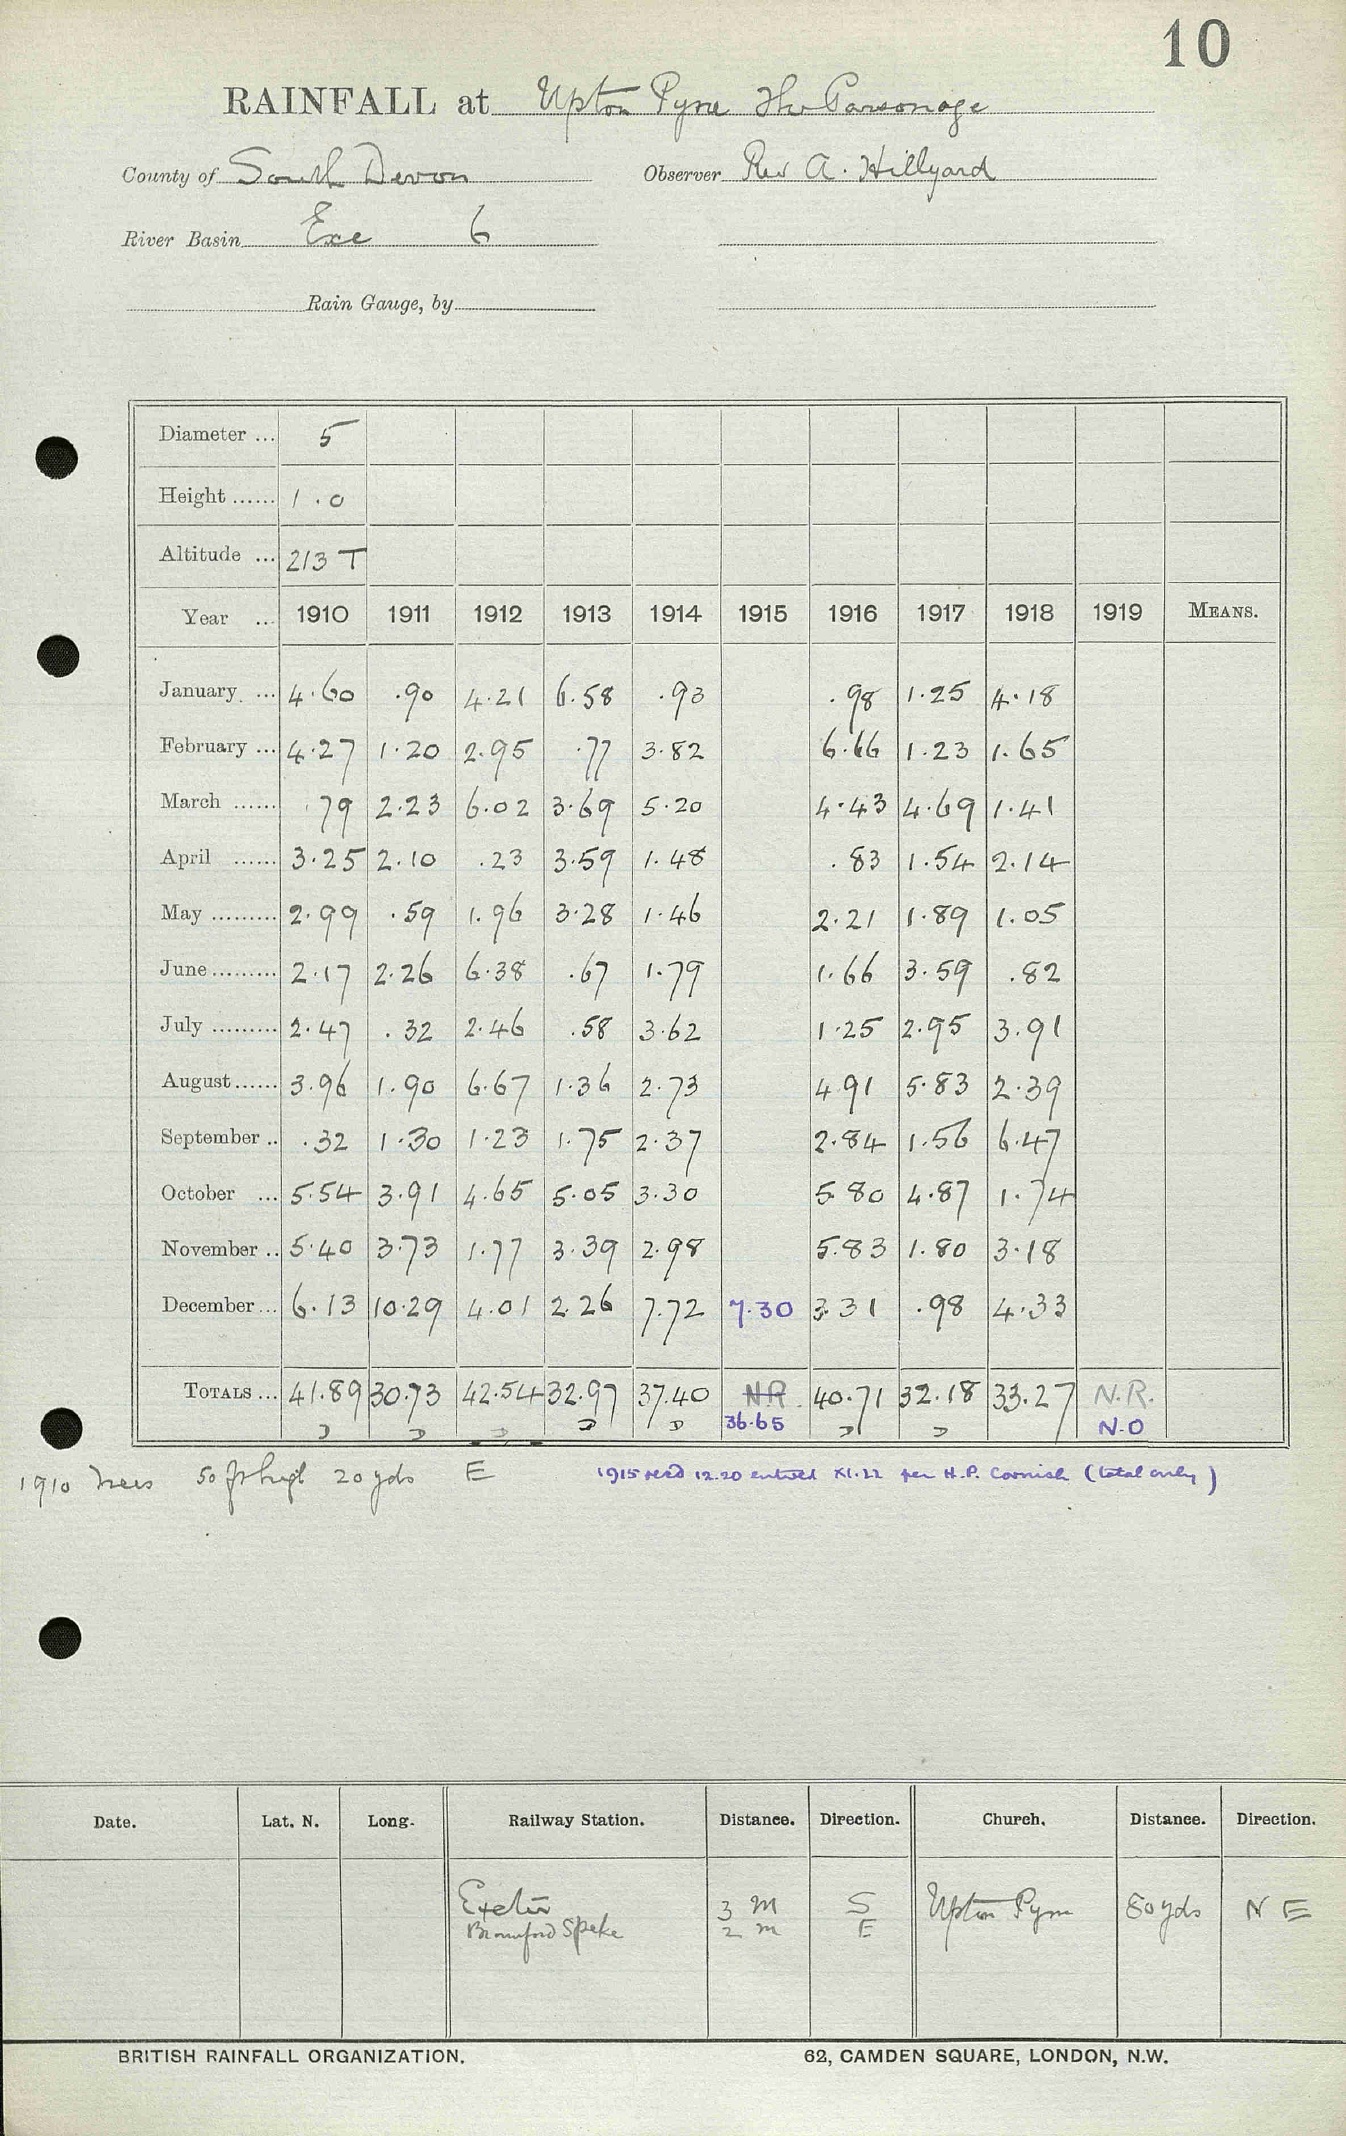 10
RAINFALL at Upton Pyne The Parsonage
County of South Devon Observer Rev A. Hillyard
River Basin Exe 6
Rain Gauge, by
Diameter ... 5
Height ...... 1.0
Altitude ... 213 T
Year .. 1910 1911 1912 1913 1914 1915 1916 1917 1918 1919 MEANS.
January ... 4.60 .90 4.21 6.58 .93 .98 1.25 4.18
February ... 4.27 1.20 2.95 .77 3.82 6.66 1.23 1.65
March ...... .79 2.23 6.02 3.69 5.20 4.43 4.69 1.41
April ...... 3.25 2.10 .23 3.59 1.48 .83 1.54 2.14
May ......... 2.99 .59 1.96 3.28 1.46 2.21 1.89 1.05
June ......... 2.17 2.26 6.38 .67 1.79 1.66 3.59 .82
July ......... 2.47 .32 2.46 .58 3.62 1.25 2.95 3.91
August ...... 3.96 1.90 6.67 1.36 2.73 4.91 5.83 2.39
September .. .32 1.30 1.23 1.75 2.37 2.84 1.56 6.47
October ... 5.54 3.91 4.65 5.05 3.30 5.80 4.87 1.74
November .. 5.40 3.73 1.77 3.39 2.98 5.83 1.80 3.18
December ... 6.13 10.29 4.01 2.26 7.72 7.30 3.31 .98 4.33
TOTALS ... 41.89 30.73 42.54 32.97 37.40 NR 40.71 32.18 33.27 N.R.
36.65 N.O
1910 Trees 50 ft high 20 yds E
1915 recd 12.20 entered XI.22 per H.P. Cornish (total only)
Date. Lat. N. Long. Railway Station. Distance. Direction. Church. Distance. Direction.
Exeter 3 m S Upton Pyne 80 yds N E
Bramford Speke 2 m E
BRITISH RAINFALL ORGANIZATION. 62, CAMDEN SQUARE, LONDON, N.W.